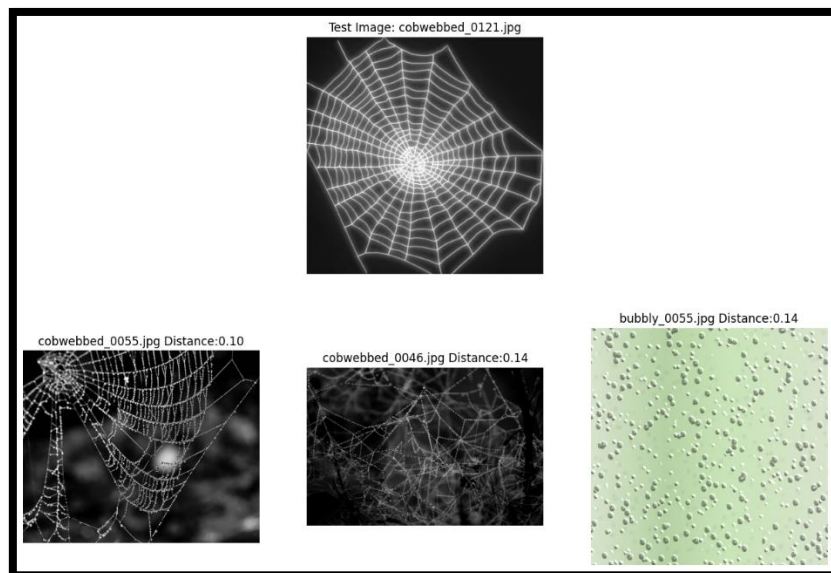 Test Image: cobwebbed_0121.jpg
cobwebbed_0055.jpg Distance:0.10
cobwebbed_0046.jpg Distance:0.14
bubbly_0055.jpg Distance:0.14